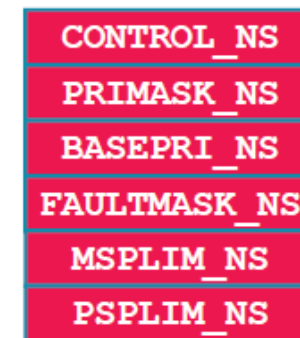 CONTROL_NS
PRIMASK_NS
BASEPRI_NS
FAULTMASK_NS
MSPLIM_NS
PSPLIM_NS